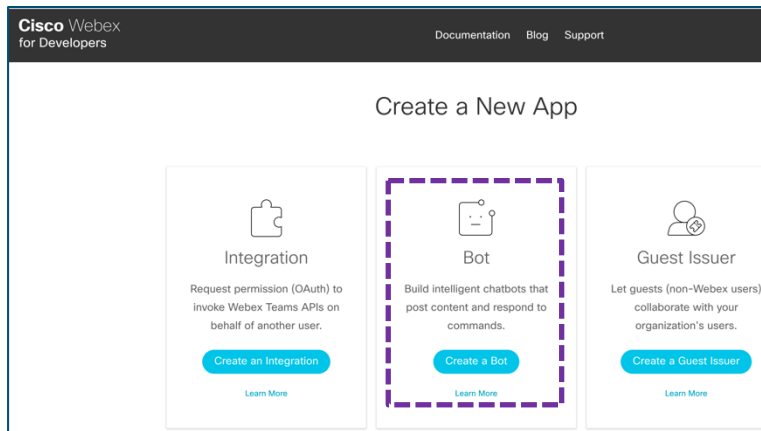 Cisco Webex
for Developers
Documentation Blog Support
Create a New App
Integration
Request permission (OAuth) to
invoke Webex Teams APIs on
behalf of another user.
Create an Integration
Learn More
Bot
Build intelligent chatbots that
post content and respond to
commands.
Create a Bot
Learn More
Guest Issuer
Let guests (non-Webex users)
collaborate with your
organization's users.
Create a Guest Issuer
Learn More